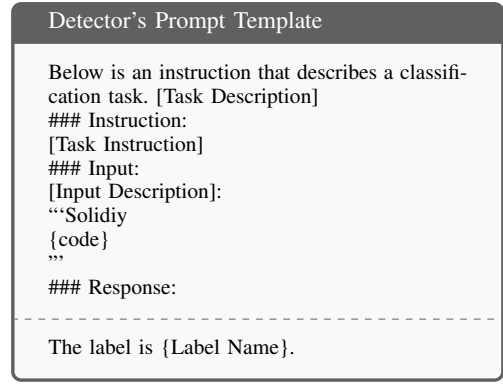 Detector's Prompt Template
Below is an instruction that describes a classifi-
cation task. [Task Description]
### Instruction:
[Task Instruction]
### Input:
[Input Description]:
“‘Solidiy
{code}
”’
### Response:
The label is {Label Name}.